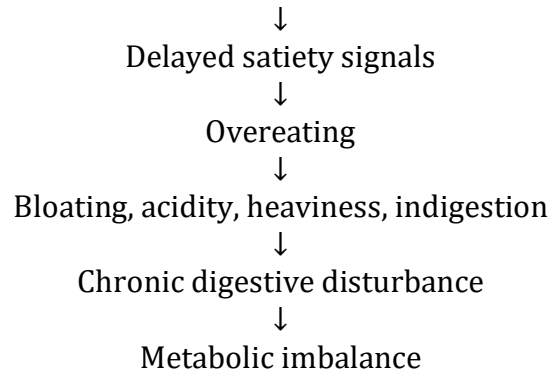 ↓
Delayed satiety signals
↓
Overeating
↓
Bloating, acidity, heaviness, indigestion
↓
Chronic digestive disturbance
↓
Metabolic imbalance